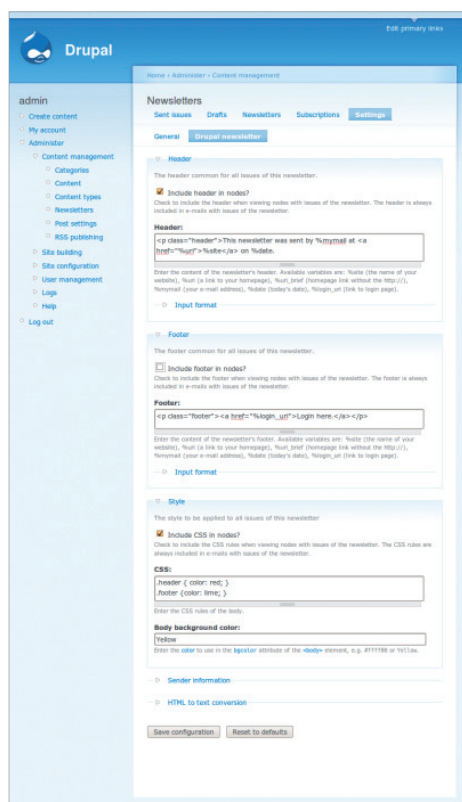 Edit primary links
Drupal
Home › Administer › Content management
admin
Create content
My account
Administer
Content management
Categories
Content
Content types
Newsletters
Post settings
RSS publishing
Site building
Site configuration
User management
Logs
Help
Log out
Newsletters
Sent issues Drafts Newsletters Subscriptions Settings
General Drupal newsletter
Header
The header common for all issues of this newsletter.
Include header in nodes?
Check to include the header when viewing nodes with issues of the newsletter. The header is always
included in e-mails with issues of the newsletter.
Header:
<p class="header">This newsletter was sent by %mymail at <a
href="%url">%site</a> on %date.
Enter the content of the newsletter's header. Available variables are: %site (the name of your
website), %url (a link to your homepage), %url_brief (homepage link without the http://),
%mymail (your e-mail address), %date (today's date), %login_url (link to login page).
Input format
Footer
The footer common for all issues of this newsletter.
Include footer in nodes?
Check to include the footer when viewing nodes with issues of the newsletter. The footer is always
included in e-mails with issues of the newsletter.
Footer:
<p class="footer"><a href="%login_url">Login here.</a></p>
Enter the content of the newsletter's footer. Available variables are: %site (the name of your
website), %url (a link to your homepage), %url_brief (homepage link without the http://),
%mymail (your e-mail address), %date (today's date), %login_url (link to login page).
Input format
Style
The style to be applied to all issues of this newsletter
Include CSS in nodes?
Check to include the CSS rules when viewing nodes with issues of the newsletter. The CSS rules are
always included in e-mails with issues of the newsletter.
CSS:
.header { color: red; }
.footer {color: lime; }
Enter the CSS rules of the body.
Body background color:
Yellow
Enter the color to use in the bgcolor attribute of the <body> element, e.g. #ffff00 or Yellow.
Sender information
HTML to text conversion
Save configuration Reset to defaults